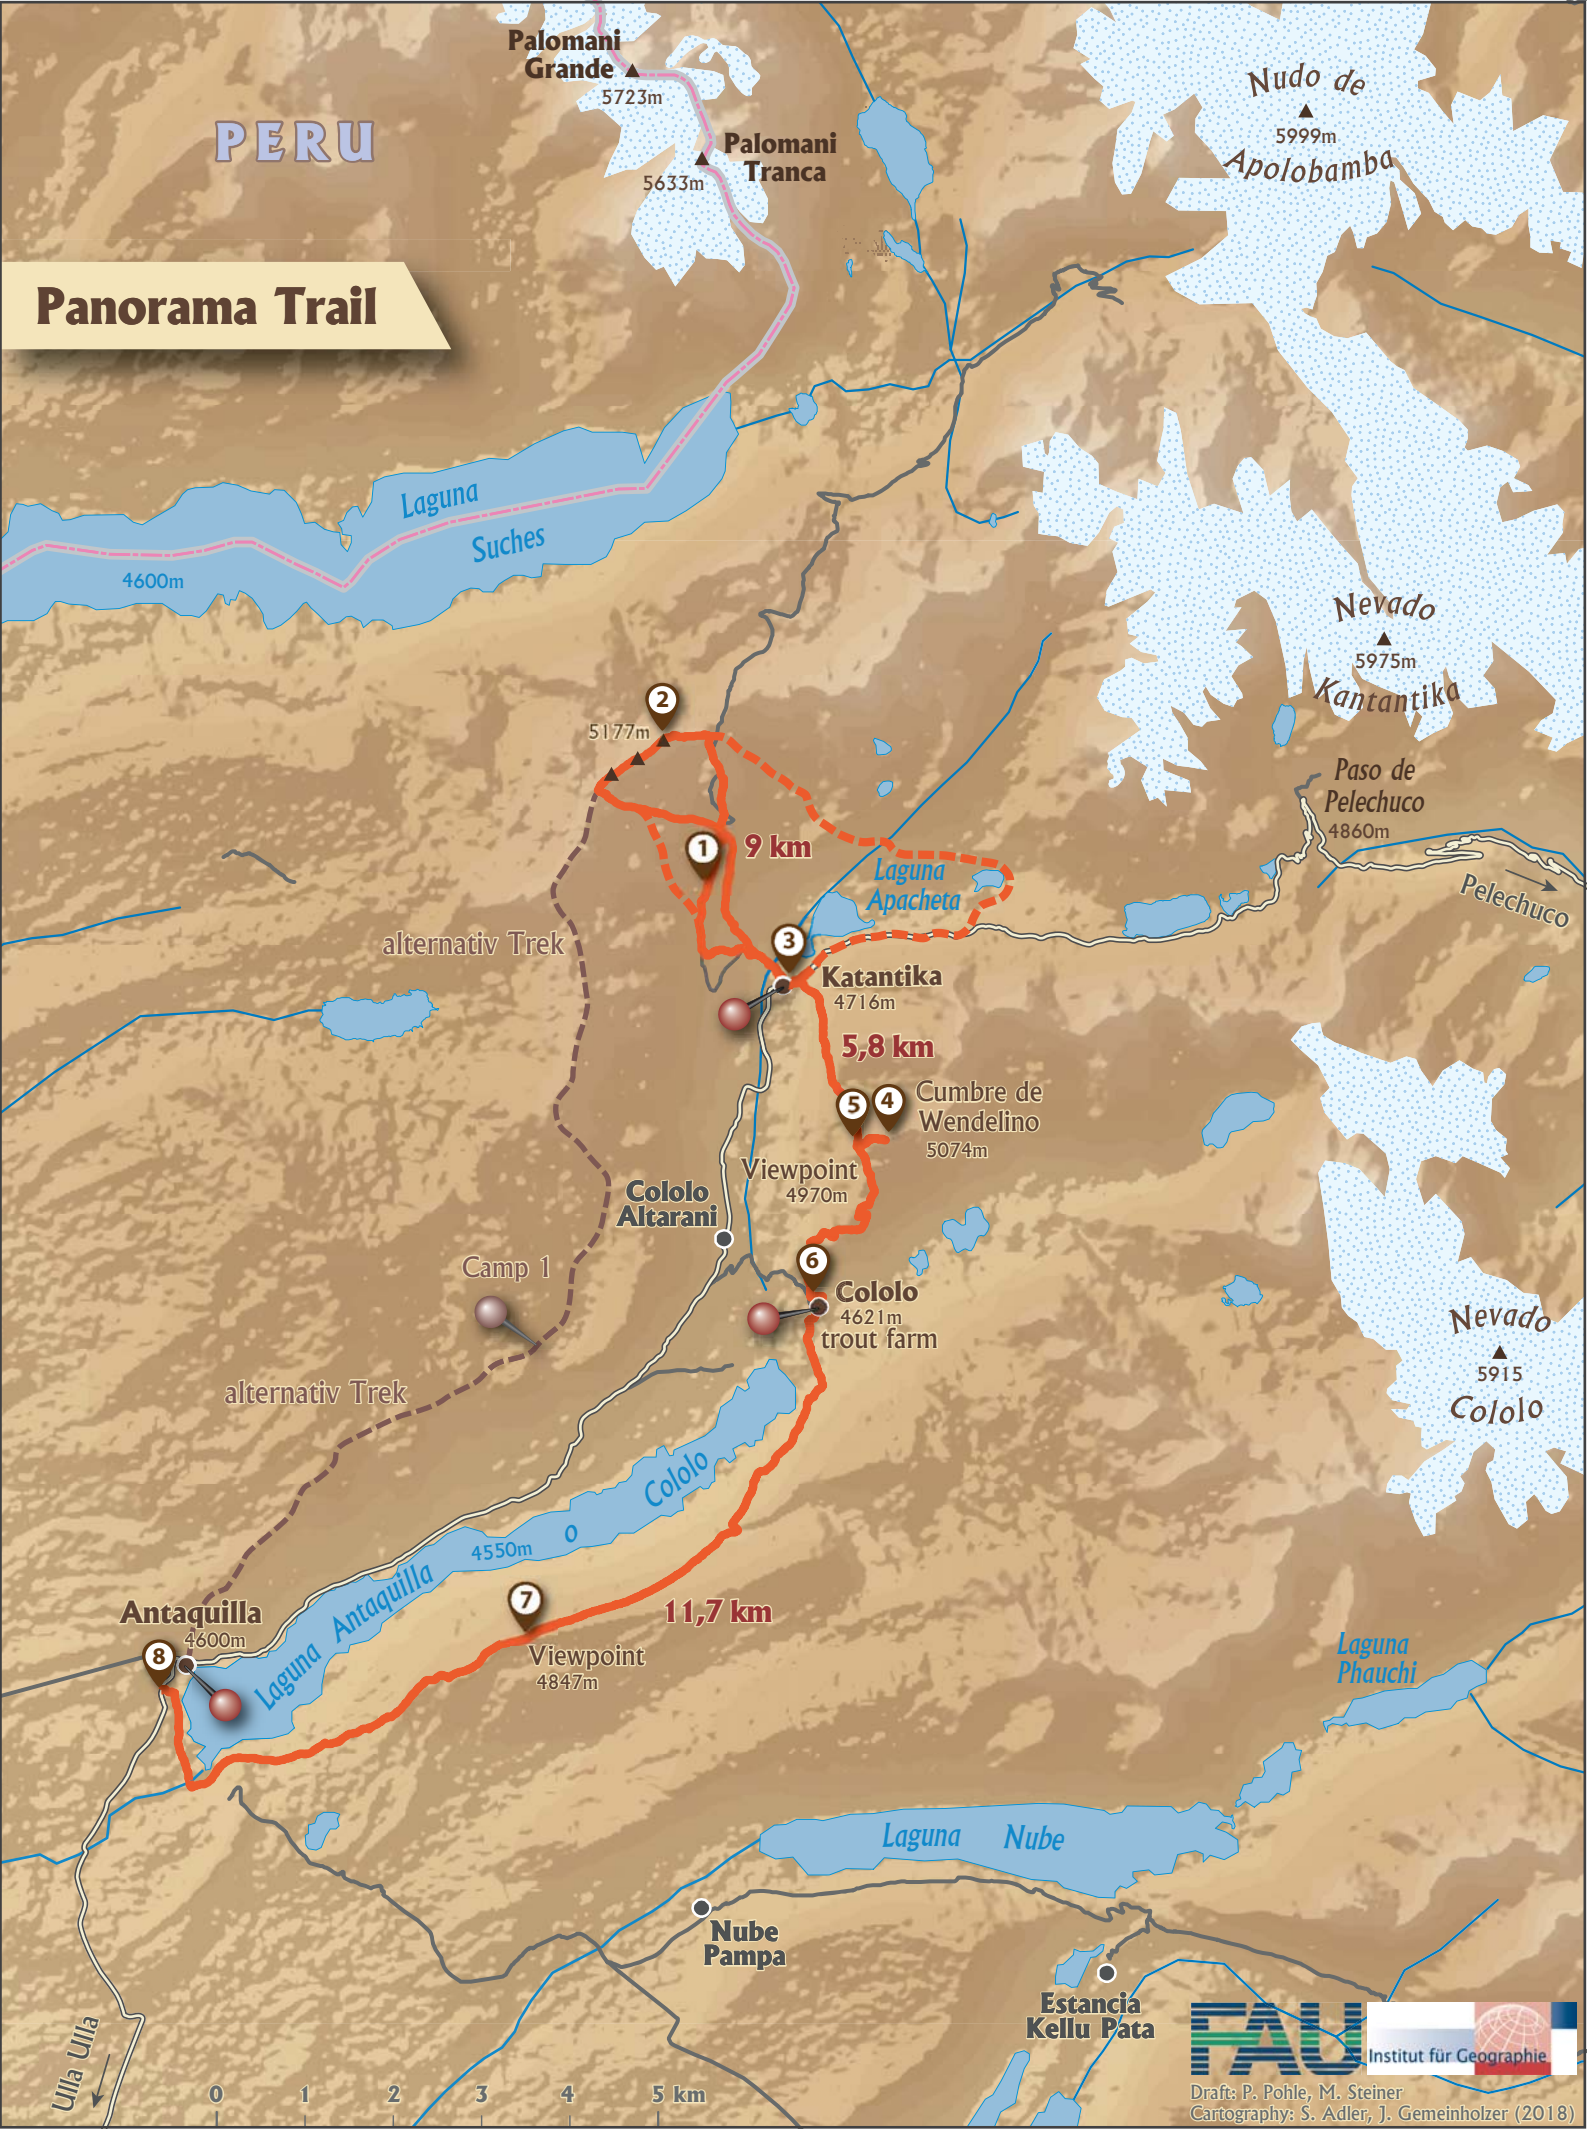 Palomani
Grande
5723m
Palomani
Tranca
5633m
PERU
Nudo de
5999m
Apolobamba
Panorama Trail
Laguna
Suches
4600m
Nevado
5975m
Kantantika
2
5177m
Paso de
Pelechuco
4860m
Pelechuco
1
9 km
Laguna
Apacheta
alternativ Trek
3
Katantika
4716m
5,8 km
5
4
Cumbre de
Wendelino
5074m
Viewpoint
4970m
Cololo
Altarani
Camp 1
6
Cololo
4621m
trout farm
Nevado
5915
Cololo
alternativ Trek
Laguna Antaquilla
4550m
o
Cololo
7
Viewpoint
4847m
11,7 km
Antaquilla
4600m
8
Laguna
Phauchi
Laguna Nube
Nube
Pampa
Estancia
Kellu Pata
Ulla Ulla
0 1 2 3 4 5 km
FAU
Institut für Geographie
Draft: P. Pohle, M. Steiner
Cartography: S. Adler, J. Gemeinholzer (2018)